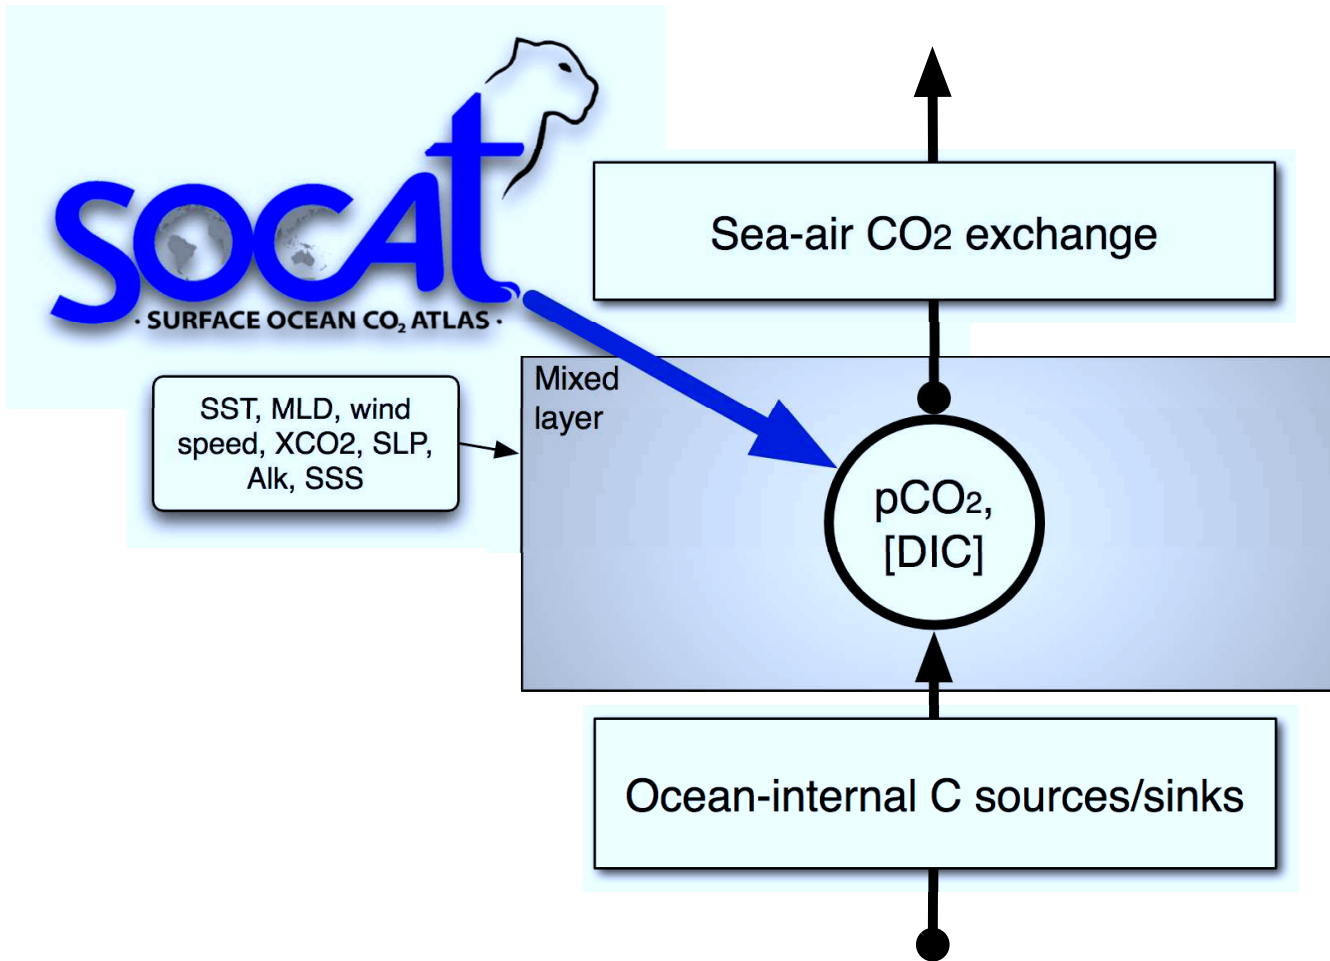 SOCAt
· SURFACE OCEAN CO₂ ATLAS ·
Sea-air CO2 exchange
SST, MLD, wind
speed, XCO2, SLP,
Alk, SSS
Mixed
layer
pCO2,
[DIC]
Ocean-internal C sources/sinks